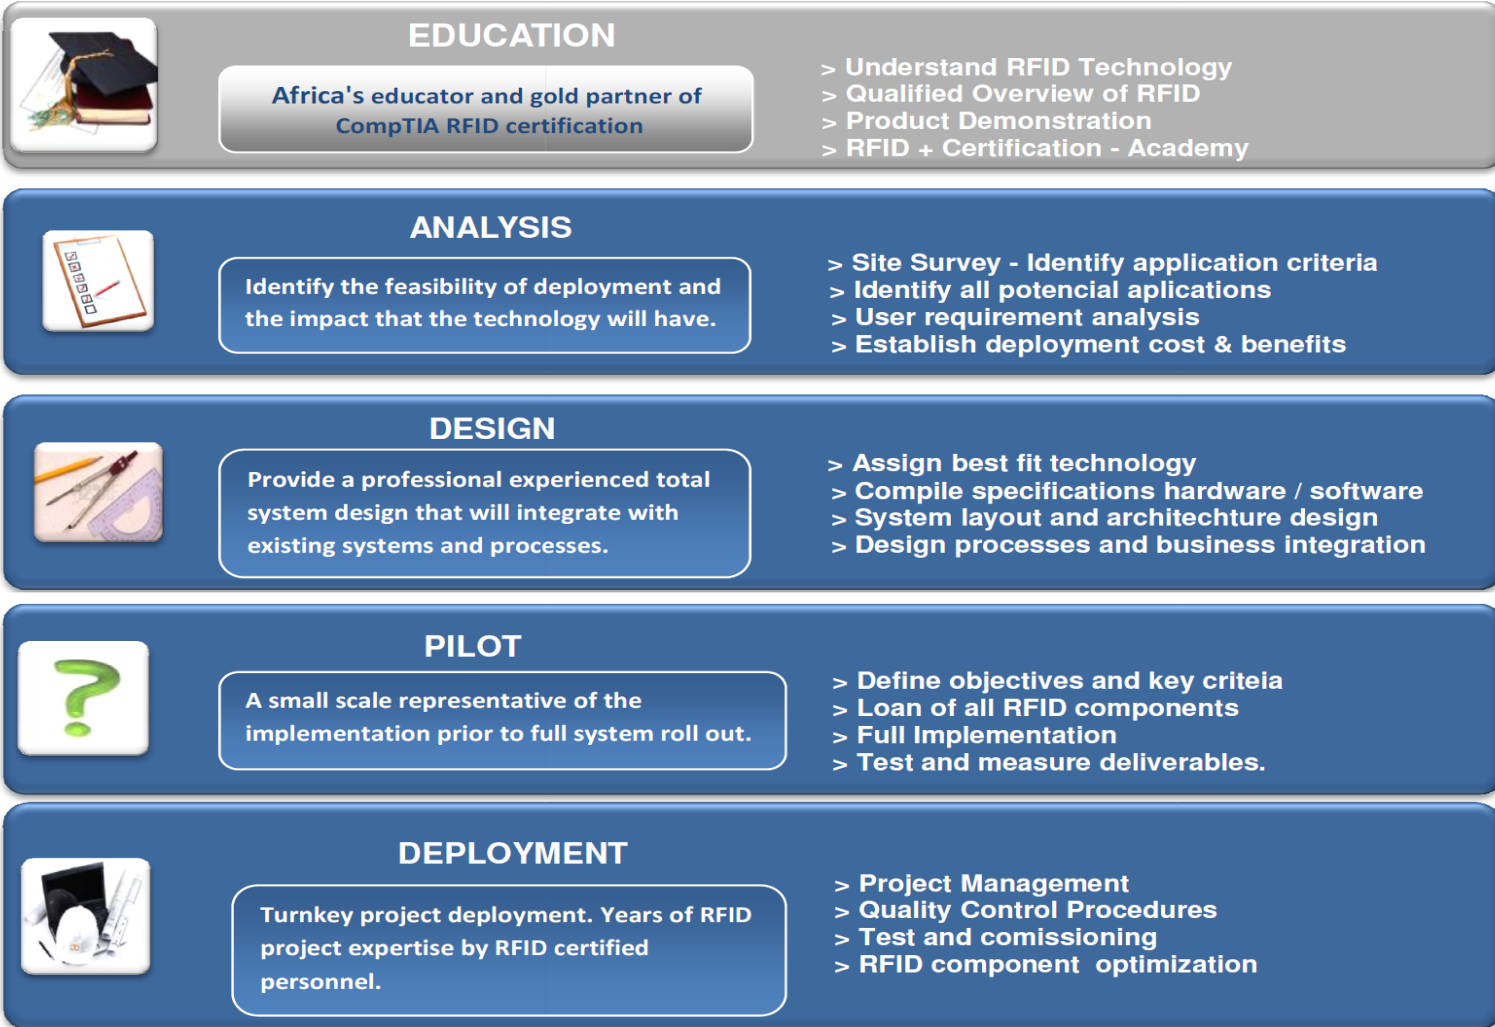 EDUCATION
Africa's educator and gold partner of
CompTIA RFID certification
> Understand RFID Technology
> Qualified Overview of RFID
> Product Demonstration
> RFID + Certification - Academy
ANALYSIS
Identify the feasibility of deployment and
the impact that the technology will have.
> Site Survey - Identify application criteria
> Identify all potencial aplications
> User requirement analysis
> Establish deployment cost & benefits
DESIGN
Provide a professional experienced total
system design that will integrate with
existing systems and processes.
> Assign best fit technology
> Compile specifications hardware / software
> System layout and architechture design
> Design processes and business integration
PILOT
A small scale representative of the
implementation prior to full system roll out.
> Define objectives and key criteia
> Loan of all RFID components
> Full Implementation
> Test and measure deliverables.
DEPLOYMENT
Turnkey project deployment. Years of RFID
project expertise by RFID certified
personnel.
> Project Management
> Quality Control Procedures
> Test and comissioning
> RFID component  optimization